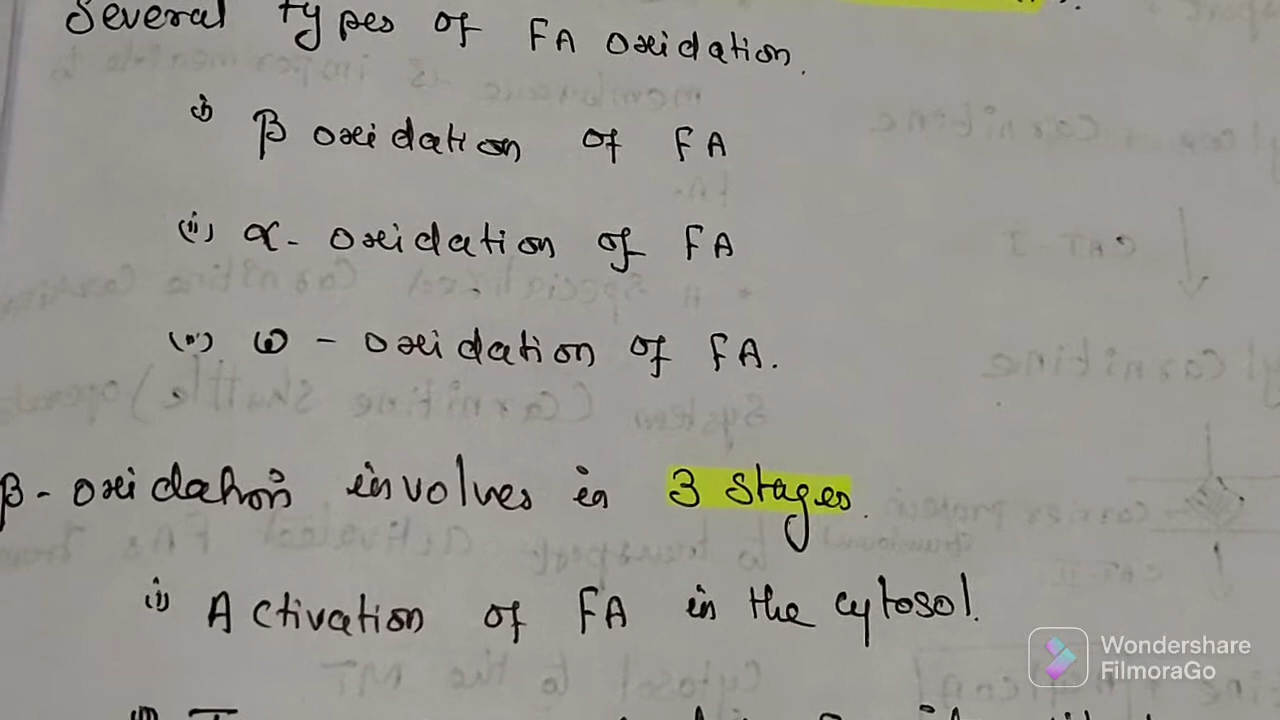 Several types of FA oxidation.
(i) β oxidation of FA
(ii) α- oxidation of FA
(iii) ω - oxidation of FA.
β- oxidation involves in 3 stages.
(i) Activation of FA in the cytosol.
Wondershare
FilmoraGo